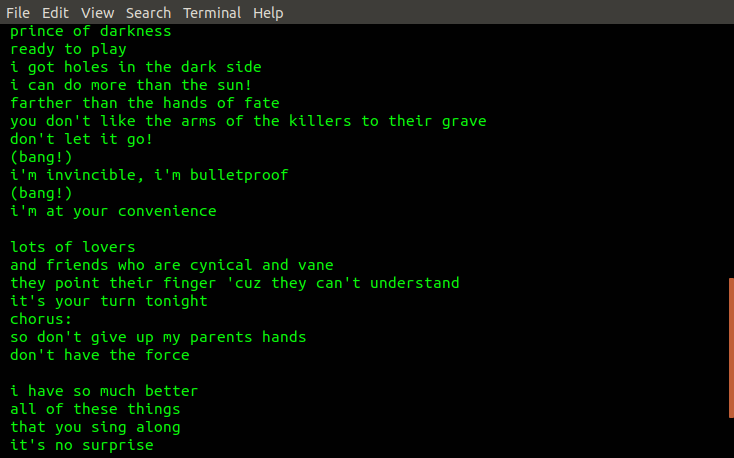 File Edit View Search Terminal Help
prince of darkness
ready to play
i got holes in the dark side
i can do more than the sun!
farther than the hands of fate
you don't like the arms of the killers to their grave
don't let it go!
(bang!)
i'm invincible, i'm bulletproof
(bang!)
i'm at your convenience
lots of lovers
and friends who are cynical and vane
they point their finger 'cuz they can't understand
it's your turn tonight
chorus:
so don't give up my parents hands
don't have the force
i have so much better
all of these things
that you sing along
it's no surprise